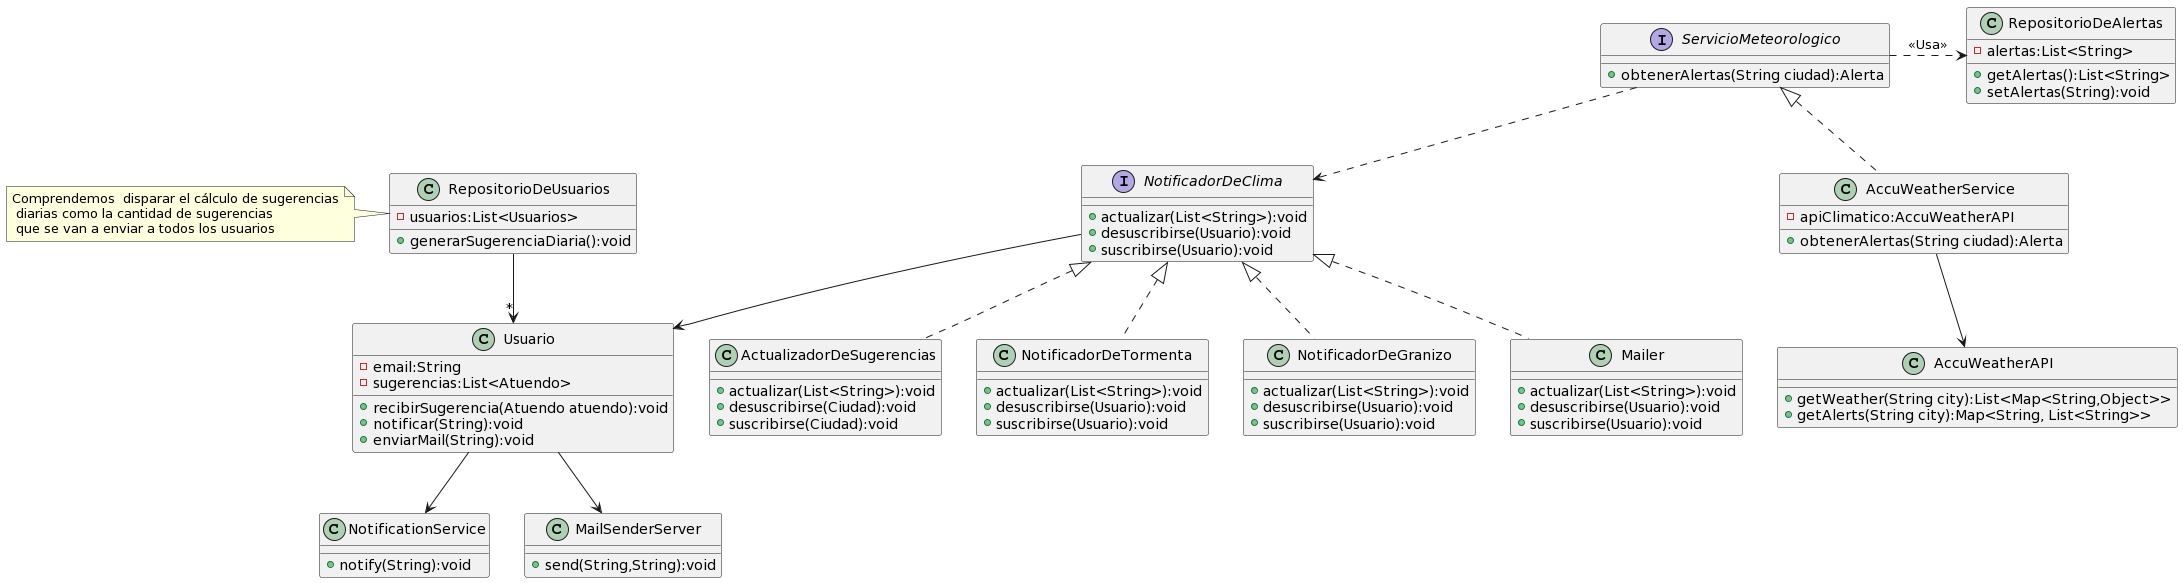 ServicioMeteorologico
obtenerAlertas(String ciudad):Alerta
«Usa»
RepositorioDeAlertas
alertas:List<String>
getAlertas():List<String>
setAlertas(String):void
Comprendemos  disparar el cálculo de sugerencias
diarias como la cantidad de sugerencias
que se van a enviar a todos los usuarios
RepositorioDeUsuarios
usuarios:List<Usuarios>
generarSugerenciaDiaria():void
NotificadorDeClima
actualizar(List<String>):void
desuscribirse(Usuario):void
suscribirse(Usuario):void
AccuWeatherService
apiClimatico:AccuWeatherAPI
obtenerAlertas(String ciudad):Alerta
*
Usuario
email:String
sugerencias:List<Atuendo>
recibirSugerencia(Atuendo atuendo):void
notificar(String):void
enviarMail(String):void
ActualizadorDeSugerencias
actualizar(List<String>):void
desuscribirse(Ciudad):void
suscribirse(Ciudad):void
NotificadorDeTormenta
actualizar(List<String>):void
desuscribirse(Usuario):void
suscribirse(Usuario):void
NotificadorDeGranizo
actualizar(List<String>):void
desuscribirse(Usuario):void
suscribirse(Usuario):void
Mailer
actualizar(List<String>):void
desuscribirse(Usuario):void
suscribirse(Usuario):void
AccuWeatherAPI
getWeather(String city):List<Map<String,Object>>
getAlerts(String city):Map<String, List<String>>
NotificationService
notify(String):void
MailSenderServer
send(String,String):void